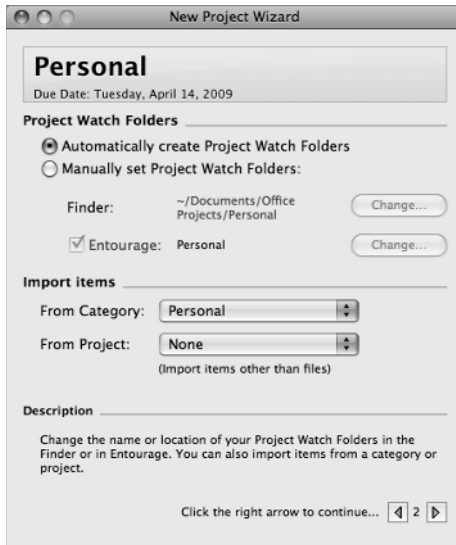 New Project Wizard
Personal
Due Date: Tuesday, April 14, 2009
Project Watch Folders
Automatically create Project Watch Folders
Manually set Project Watch Folders:
Finder: ~/Documents/Office Projects/Personal Change...
Entourage: Personal Change...
Import items
From Category: Personal
From Project: None
(Import items other than files)
Description
Change the name or location of your Project Watch Folders in the
Finder or in Entourage. You can also import items from a category or
project.
Click the right arrow to continue... 2